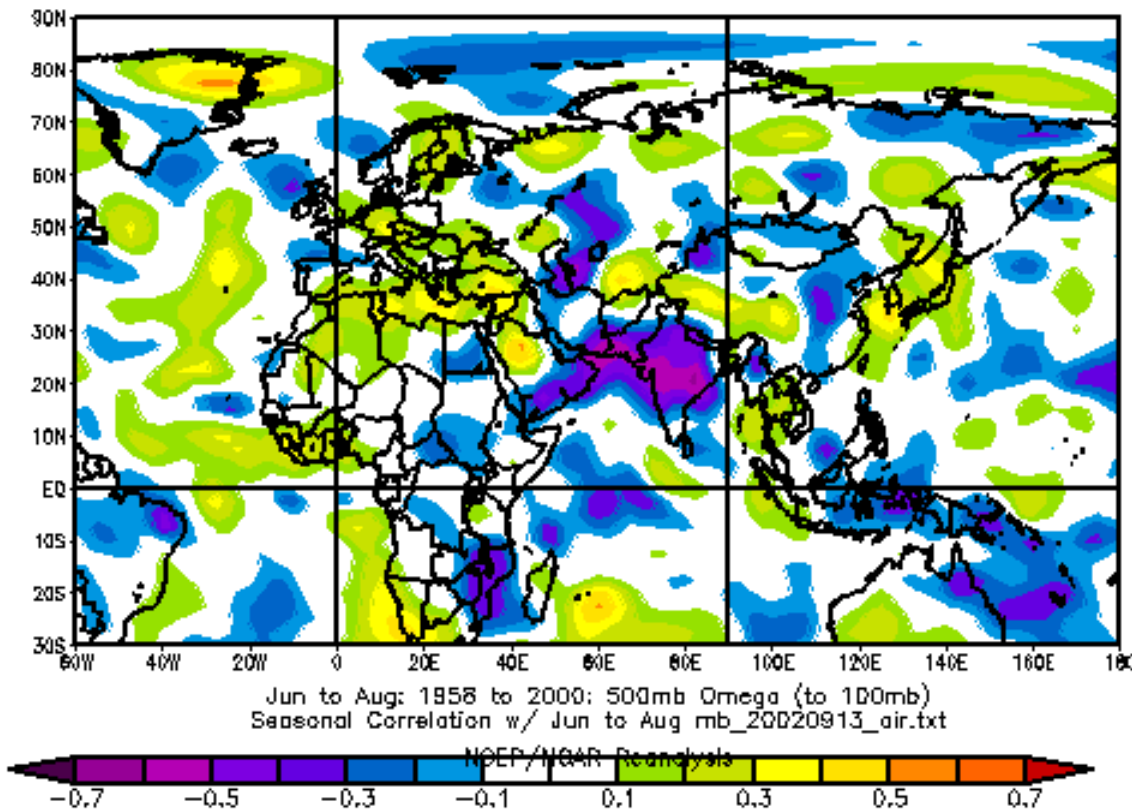 90N
80N
70N
60N
50N
40N
30N
20N
10N
EQ
10S
20S
30S
60W 40W 20W 0 20E 40E 60E 80E 100E 120E 140E 160E 180
Jun to Aug: 1958 to 2000: 500mb Omega (to 100mb)
Seasonal Correlation w/ Jun to Aug mb_20020913_air.txt
NCEP/NCAR Reanalysis
-0.7 -0.5 -0.3 -0.1 0.1 0.3 0.5 0.7